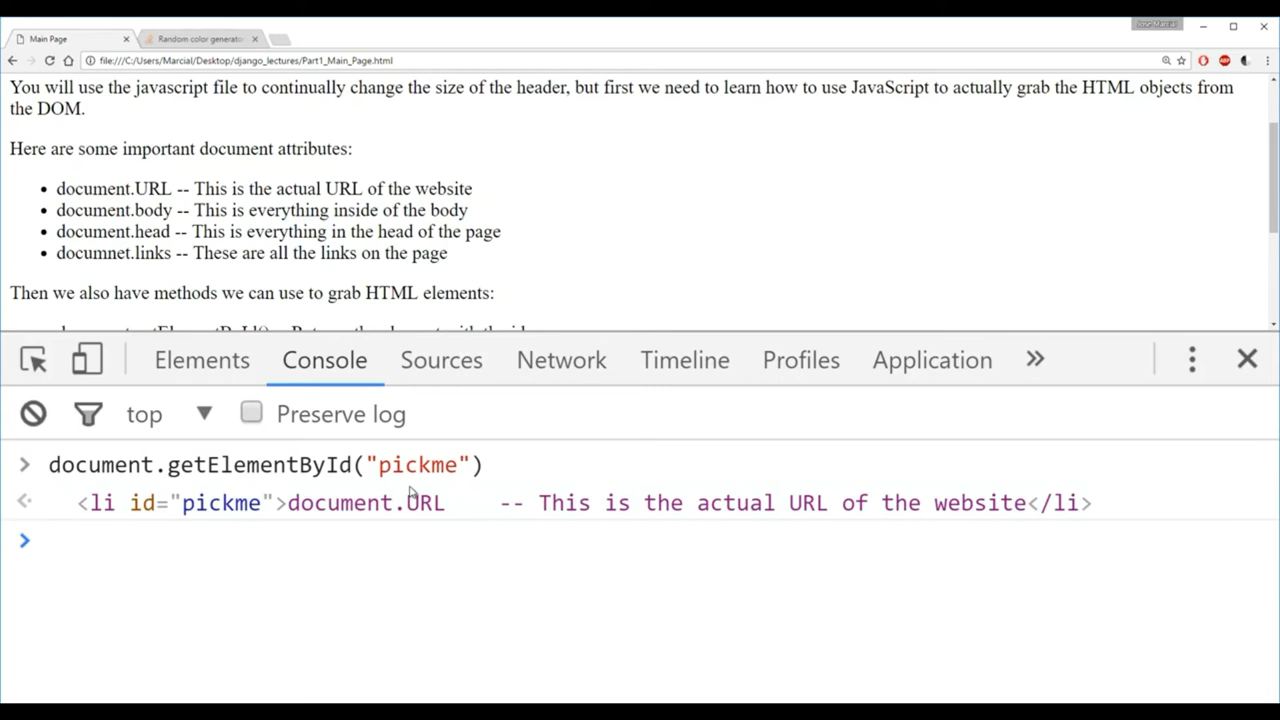 Jose Marcial
Main Page
Random color generato
file:///C:/Users/Marcial/Desktop/django_lectures/Part1_Main_Page.html
You will use the javascript file to continually change the size of the header, but first we need to learn how to use JavaScript to actually grab the HTML objects from
the DOM.
Here are some important document attributes:
• document.URL -- This is the actual URL of the website
• document.body -- This is everything inside of the body
• document.head -- This is everything in the head of the page
• documnet.links -- These are all the links on the page
Then we also have methods we can use to grab HTML elements:
Elements Console Sources Network Timeline Profiles Application »
top Preserve log
> document.getElementById("pickme")
<li id="pickme">document.URL -- This is the actual URL of the website</li>
>